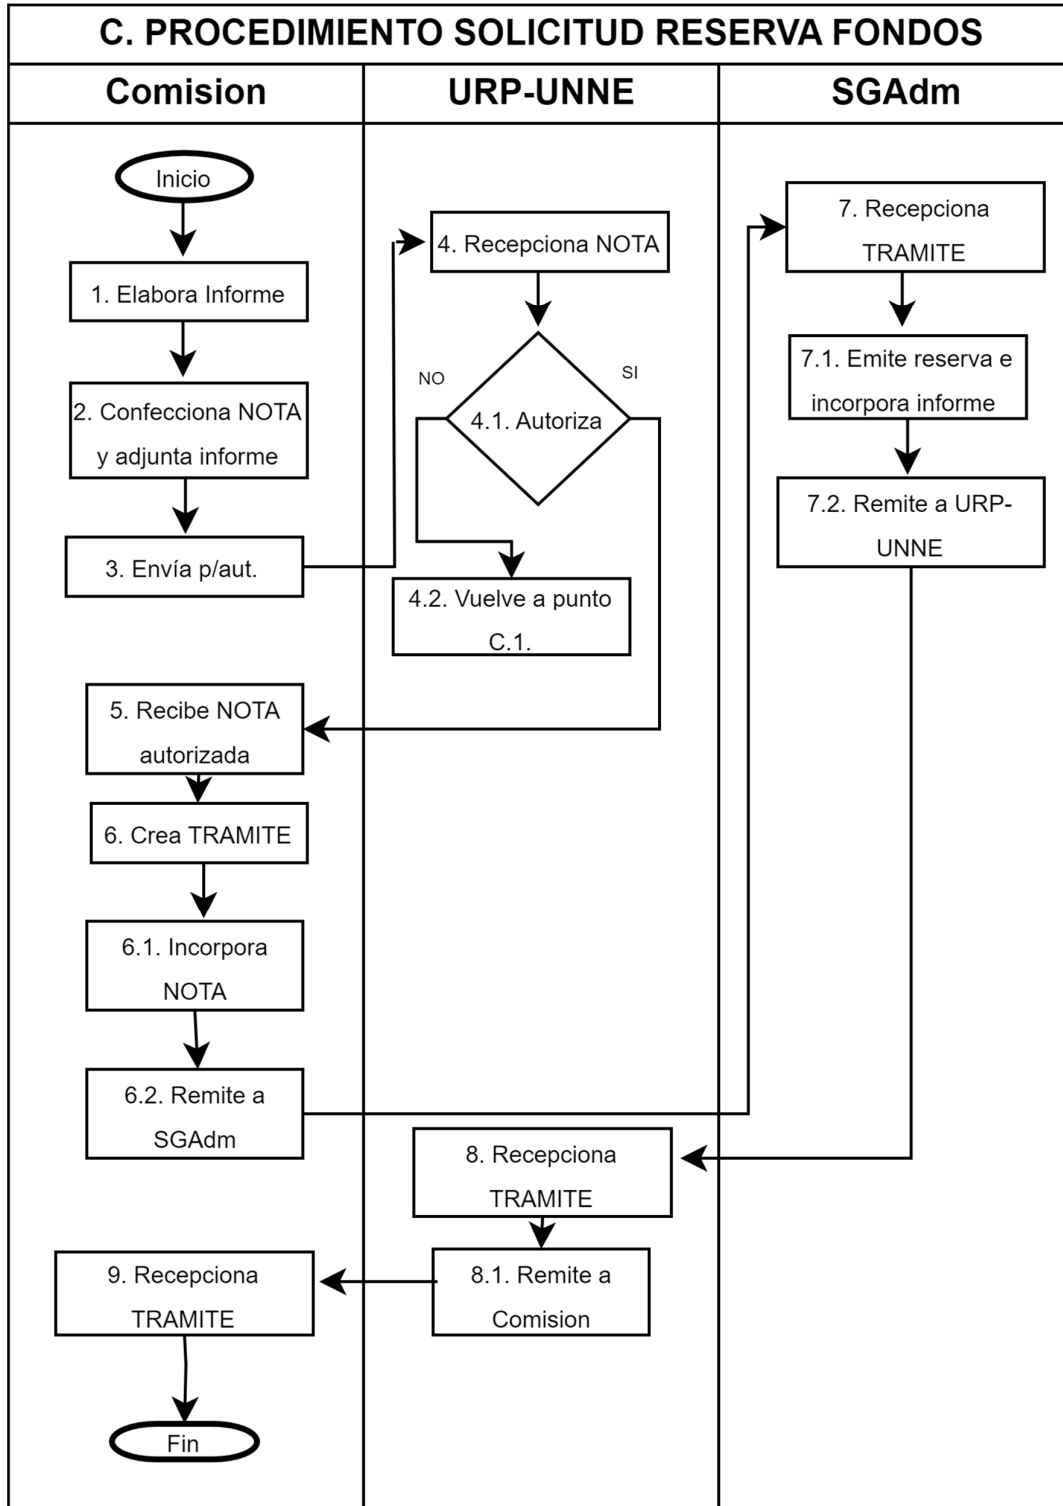 C. PROCEDIMIENTO SOLICITUD RESERVA FONDOS
Comision
URP-UNNE
SGAdm
Inicio
1. Elabora Informe
2. Confecciona NOTA
y adjunta informe
3. Envía p/aut.
4. Recepciona NOTA
NO
SI
4.1. Autoriza
4.2. Vuelve a punto
C.1.
5. Recibe NOTA
autorizada
6. Crea TRAMITE
6.1. Incorpora
NOTA
6.2. Remite a
SGAdm
7. Recepciona
TRAMITE
7.1. Emite reserva e
incorpora informe
7.2. Remite a URP-
UNNE
8. Recepciona
TRAMITE
8.1. Remite a
Comision
9. Recepciona
TRAMITE
Fin